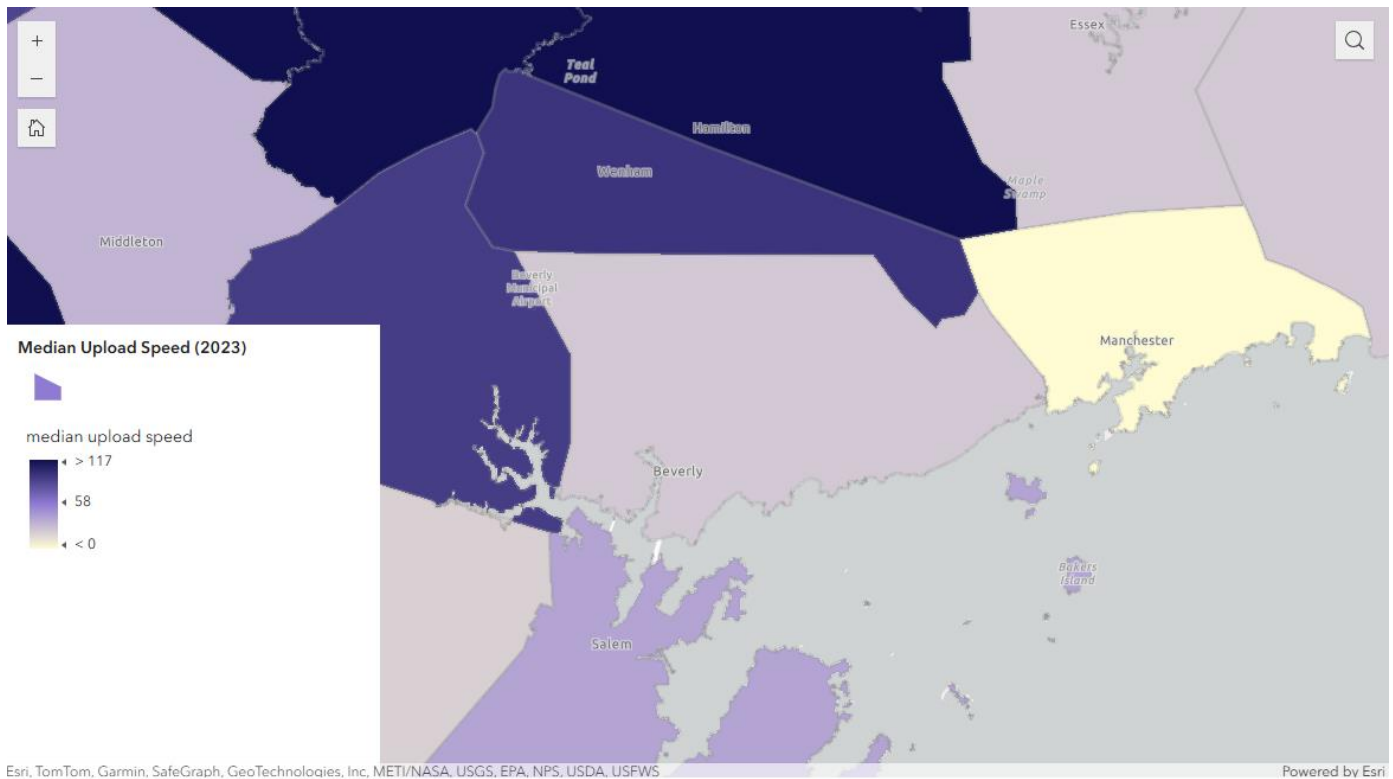 +
−
Essex
Teal
Pond
Hamilton
Wenham
Maple
Swamp
Middleton
Beverly
Municipal
Airport
Manchester
Median Upload Speed (2023)
median upload speed
> 117
58
< 0
Beverly
Bakers
Island
Salem
Esri, TomTom, Garmin, SafeGraph, GeoTechnologies, Inc, METI/NASA, USGS, EPA, NPS, USDA, USFWS
Powered by Esri